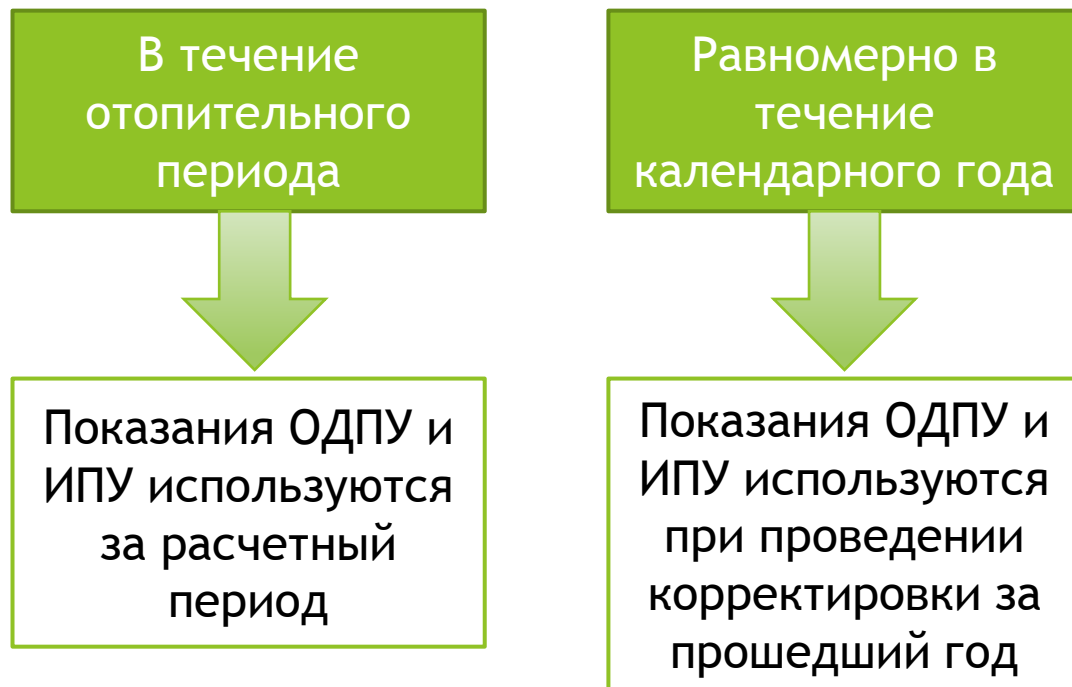 В течение
отопительного
периода
Показания ОДПУ и
ИПУ используются
за расчетный
период
Равномерно в
течение
календарного года
Показания ОДПУ и
ИПУ используются
при проведении
корректировки за
прошедший год